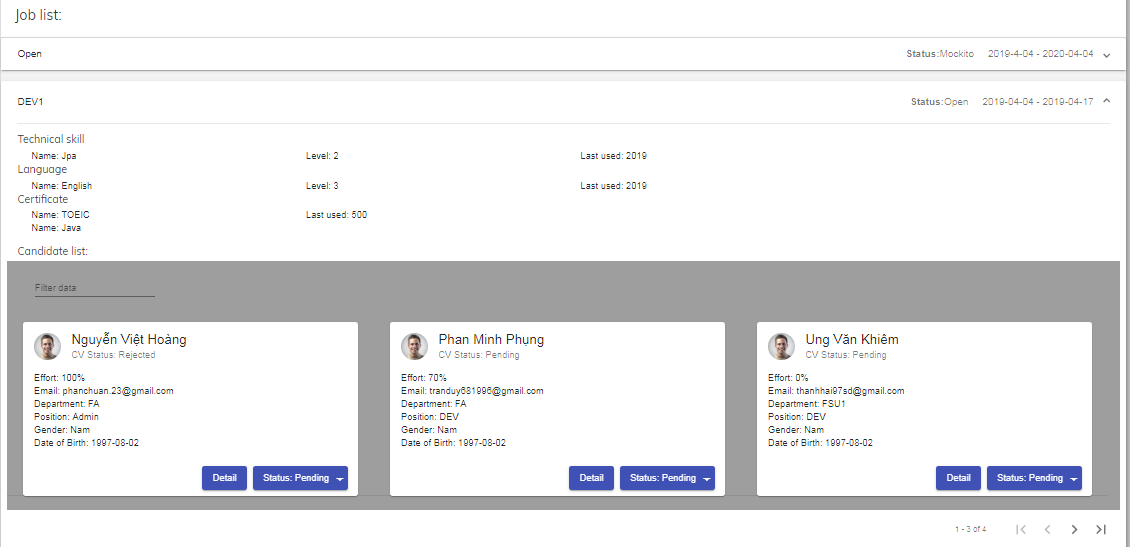 Job list:
Open Status:Mockito 2019-4-04 - 2020-04-04
DEV1 Status:Open 2019-04-04 - 2019-04-17
Technical skill
Name: Jpa Level: 2 Last used: 2019
Language
Name: English Level: 3 Last used: 2019
Certificate
Name: TOEIC Last used: 500
Name: Java
Candidate list:
Filter data
Nguyễn Việt Hoàng
CV Status: Rejected
Effort: 100%
Email: phanchuan.23@gmail.com
Department: FA
Position: Admin
Gender: Nam
Date of Birth: 1997-08-02
Detail Status: Pending
Phan Minh Phụng
CV Status: Pending
Effort: 70%
Email: tranduy681996@gmail.com
Department: FA
Position: DEV
Gender: Nam
Date of Birth: 1997-08-02
Detail Status: Pending
Ung Văn Khiêm
CV Status: Pending
Effort: 0%
Email: thanhhai97sd@gmail.com
Department: FSU1
Position: DEV
Gender: Nam
Date of Birth: 1997-08-02
Detail Status: Pending
1 - 3 of 4